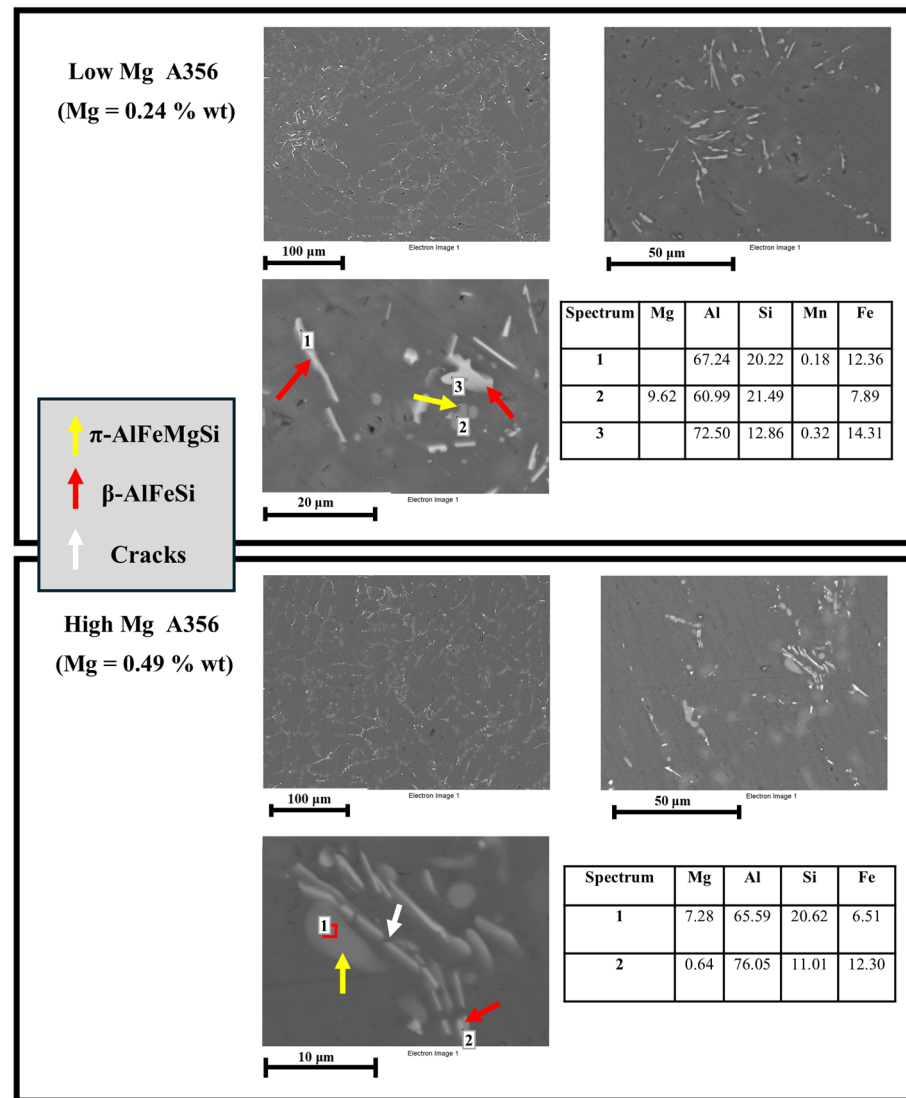 Low Mg A356
(Mg = 0.24 % wt)
Electron Image 1
100 µm
Electron Image 1
50 µm
1
3
2
Electron Image 1
20 µm
Spectrum Mg Al Si Mn Fe
1 67.24 20.22 0.18 12.36
2 9.62 60.99 21.49 7.89
3 72.50 12.86 0.32 14.31
π-AlFeMgSi
β-AlFeSi
Cracks
High Mg A356
(Mg = 0.49 % wt)
Electron Image 1
100 µm
Electron Image 1
50 µm
1
2
Electron Image 1
10 µm
Spectrum Mg Al Si Fe
1 7.28 65.59 20.62 6.51
2 0.64 76.05 11.01 12.30